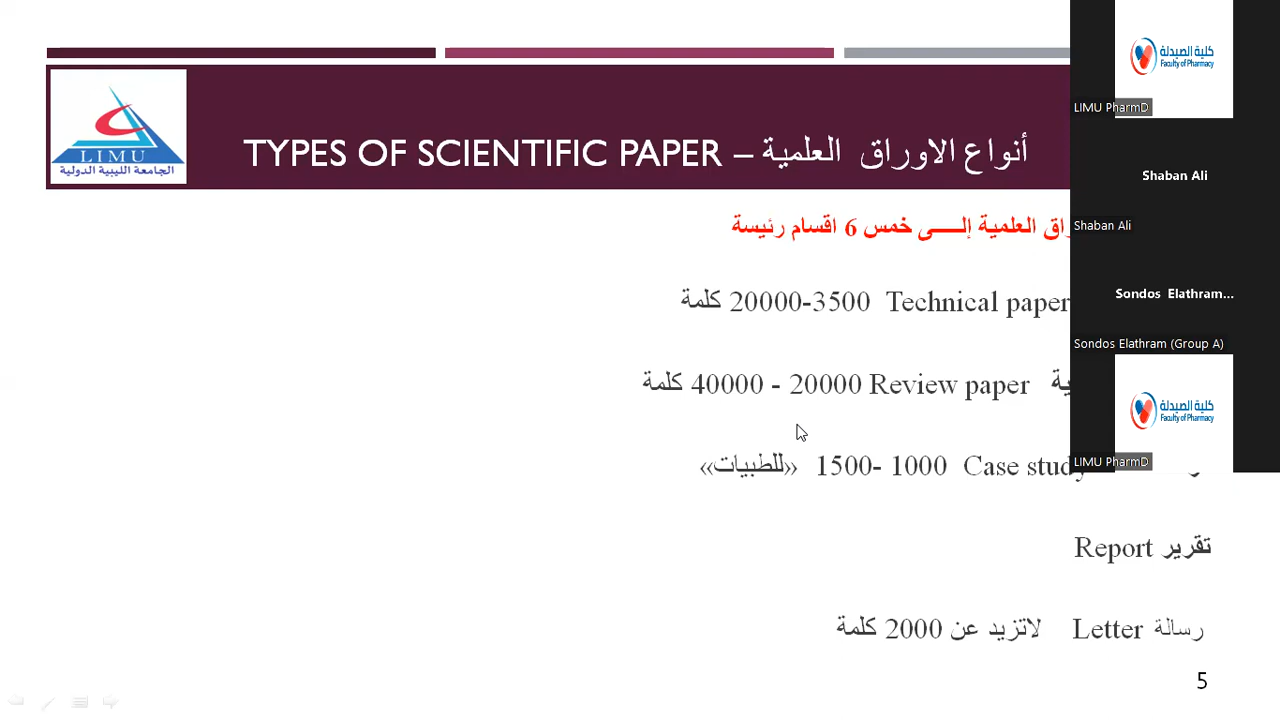 LIMU
الجامعة الليبية الدولية
TYPES OF SCIENTIFIC PAPER – أنواع الاوراق العلمية
العلمية إلـــى خمس 6 اقسام رئيسة
Technical paper 3500-20000 كلمة
Review paper 20000 - 40000 كلمة
Case study 1000 -1500 «للطبيات»
تقرير Report
رسالة Letter لاتزيد عن 2000 كلمة
5
كلية الصيدلة
Faculty of Pharmacy
LIMU PharmD
Shaban Ali
Shaban Ali
Sondos Elathram...
Sondos Elathram (Group A)
كلية الصيدلة
Faculty of Pharmacy
LIMU PharmD